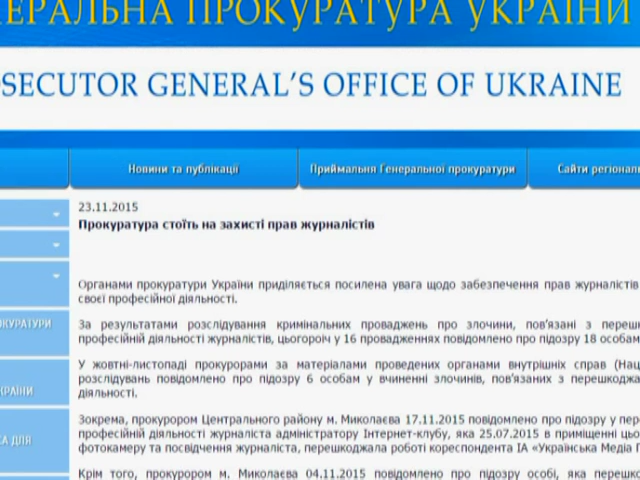 ЕРАЛЬНА ПРОКУРАТУРА УКРАЇНИ
SECUTOR GENERAL'S OFFICE OF UKRAINE
Новини та публікації Приймальня Генеральної прокуратури Сайти регіональ
23.11.2015
Прокуратура стоїть на захисті прав журналістів
Органами прокуратури України приділяється посилена увага щодо забезпечення прав журналістів
своєї професійної діяльності.
ОКУРАТУРИ
За результатами розслідування кримінальних проваджень про злочини, пов'язані з перешк
професійній діяльності журналістів, цьогоріч у 16 провадженнях повідомлено про підозру 18 особам
У жовтні-листопаді прокурорами за матеріалами проведених органами внутрішніх справ (Нац
розслідувань повідомлено про підозру 6 особам у вчиненні злочинів, пов'язаних з перешкоджа
діяльності.
КРАЇНИ
Зокрема, прокурором Центрального району м. Миколаєва 17.11.2015 повідомлено про підозру у пер
професійній діяльності журналіста адміністратору Інтернет-клубу, яка 25.07.2015 в приміщенні цьо
фотокамеру та посвідчення журналіста, перешкоджала роботі кореспондента ІА «Українська Медіа Г
КА ДЛЯ
Крім того, прокурором м. Миколаєва 04.11.2015 повідомлено про підозру особі, яка перешко